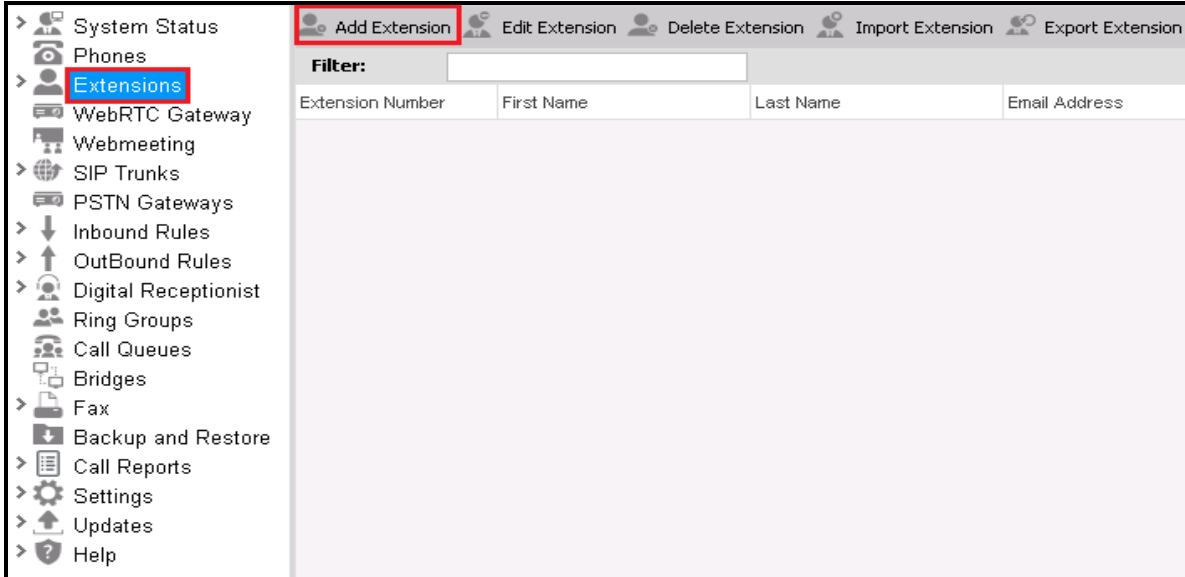 System Status
Phones
Extensions
WebRTC Gateway
Webmeeting
SIP Trunks
PSTN Gateways
Inbound Rules
OutBound Rules
Digital Receptionist
Ring Groups
Call Queues
Bridges
Fax
Backup and Restore
Call Reports
Settings
Updates
Help
Add Extension Edit Extension Delete Extension Import Extension Export Extension
Filter:
Extension Number First Name Last Name Email Address